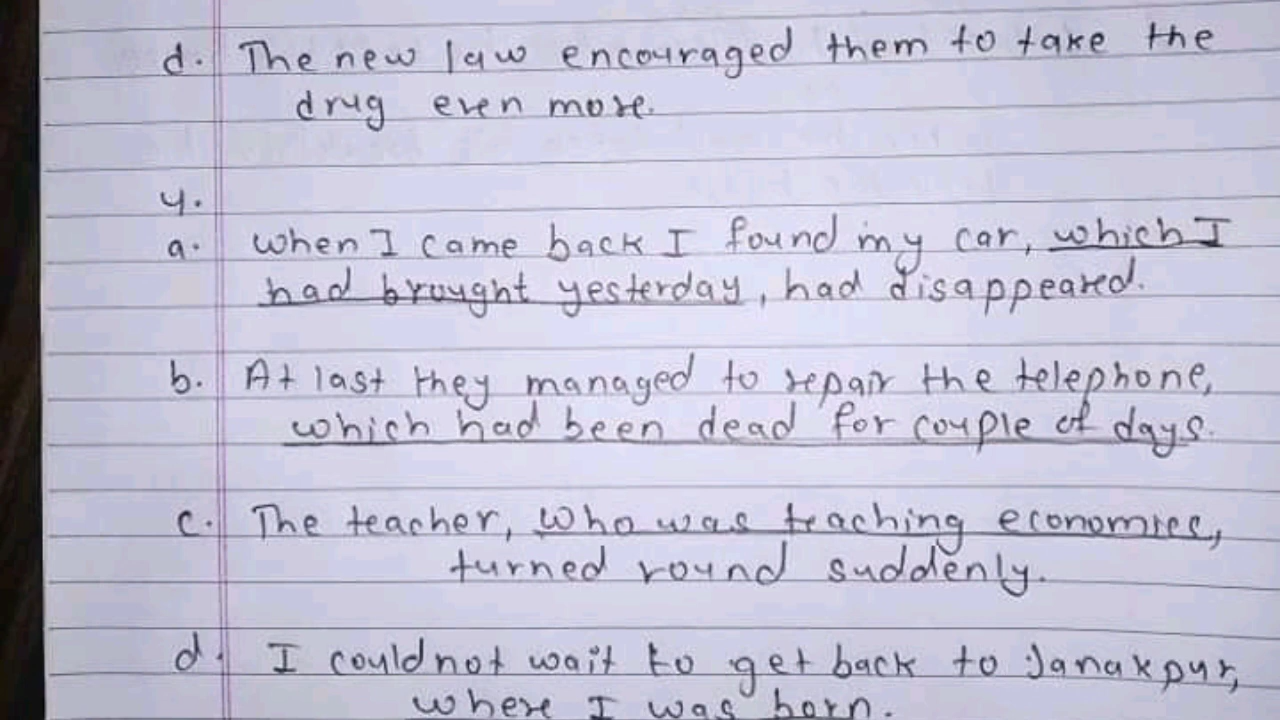 d. The new law encouraged them to take the
drug even more.
4.
a. When I came back I found my car, which I
had brought yesterday, had disappeared.
b. At last they managed to repair the telephone,
which had been dead for couple of days.
c. The teacher, who was teaching economics,
turned round suddenly.
d. I could not wait to get back to Janakpur,
where I was born.